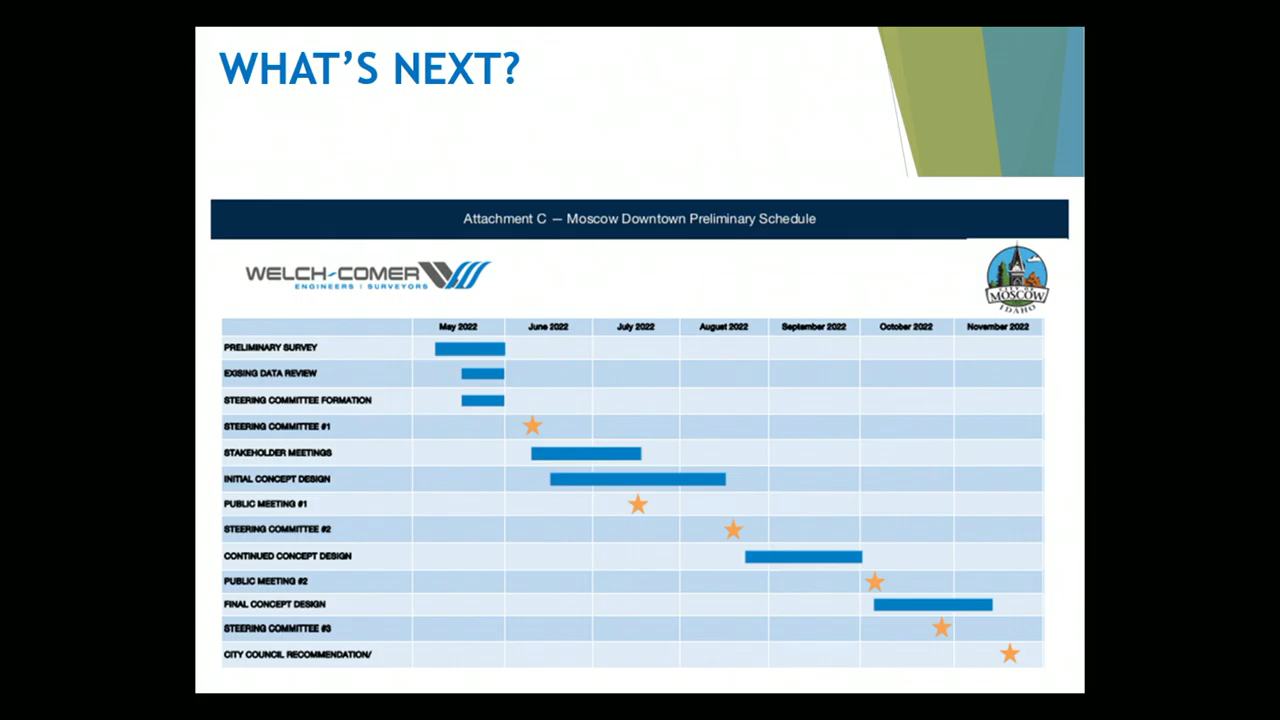 WHAT'S NEXT?
Attachment C — Moscow Downtown Preliminary Schedule
WELCH-COMER
ENGINEERS | SURVEYORS
CITY OF
MOSCOW
IDAHO
May 2022 June 2022 July 2022 August 2022 September 2022 October 2022 November 2022
PRELIMINARY SURVEY
EXISING DATA REVIEW
STEERING COMMITTEE FORMATION
STEERING COMMITTEE #1
STAKEHOLDER MEETINGS
INITIAL CONCEPT DESIGN
PUBLIC MEETING #1
STEERING COMMITTEE #2
CONTINUED CONCEPT DESIGN
PUBLIC MEETING #2
FINAL CONCEPT DESIGN
STEERING COMMITTEE #3
CITY COUNCIL RECOMMENDATION/